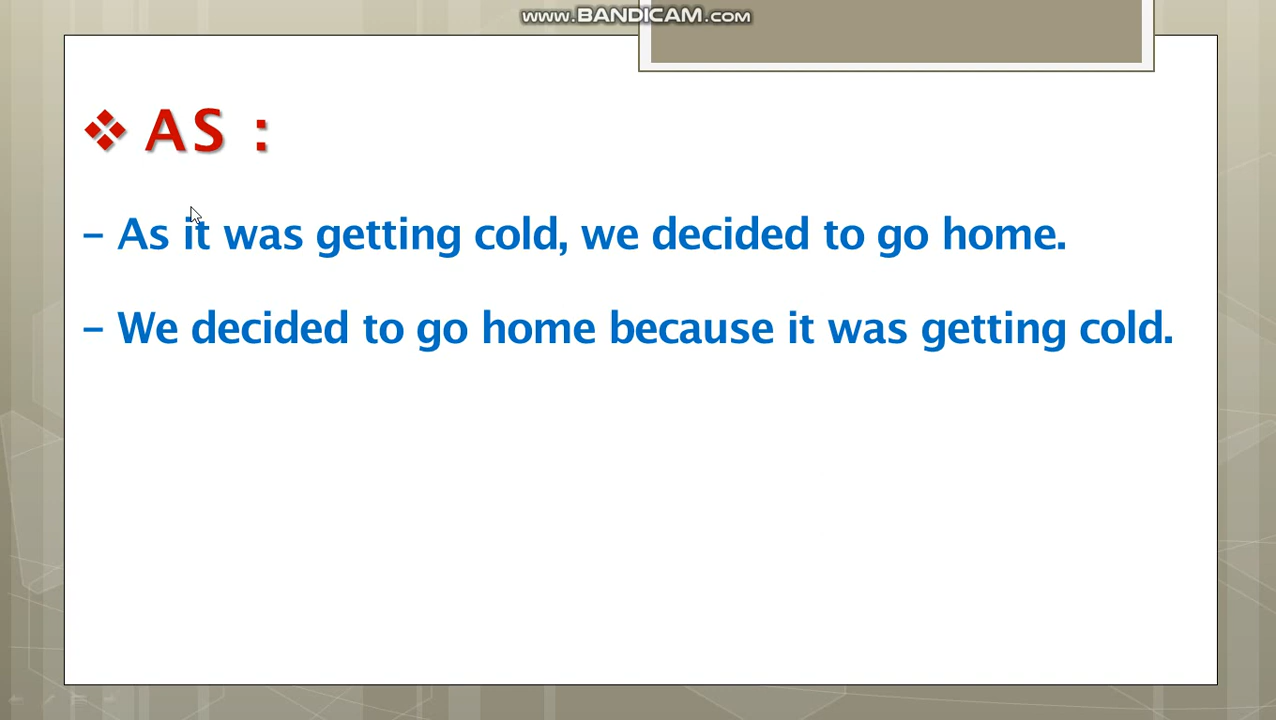 www.BANDICAM.com
❖ AS :
- As it was getting cold, we decided to go home.
- We decided to go home because it was getting cold.